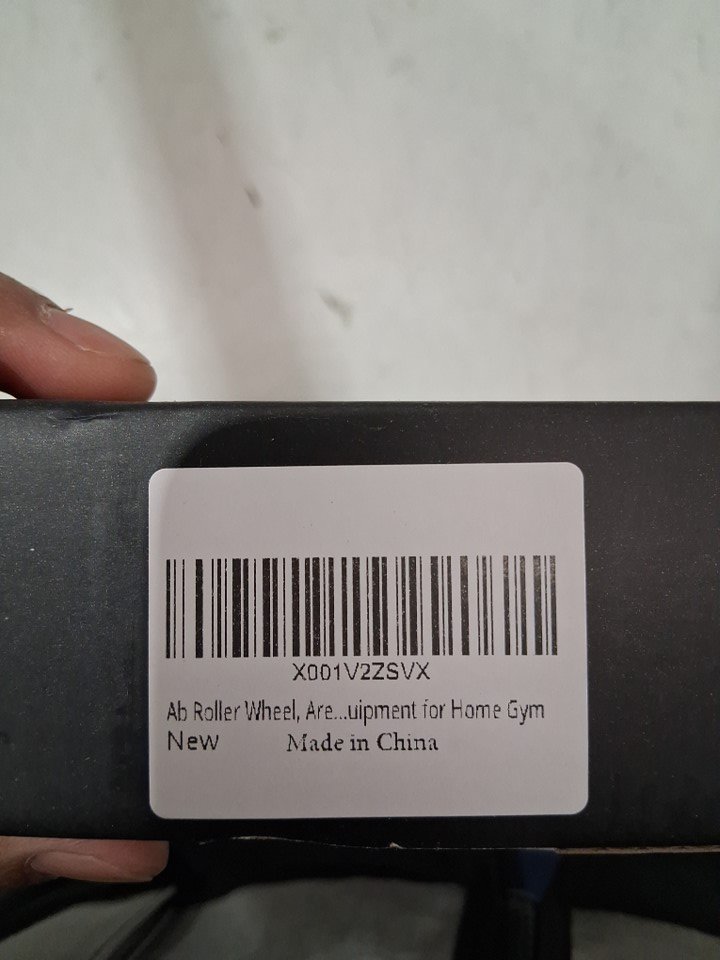 X001V2ZSVX
Ab Roller Wheel, Are...uipment for Home Gym
New Made in China